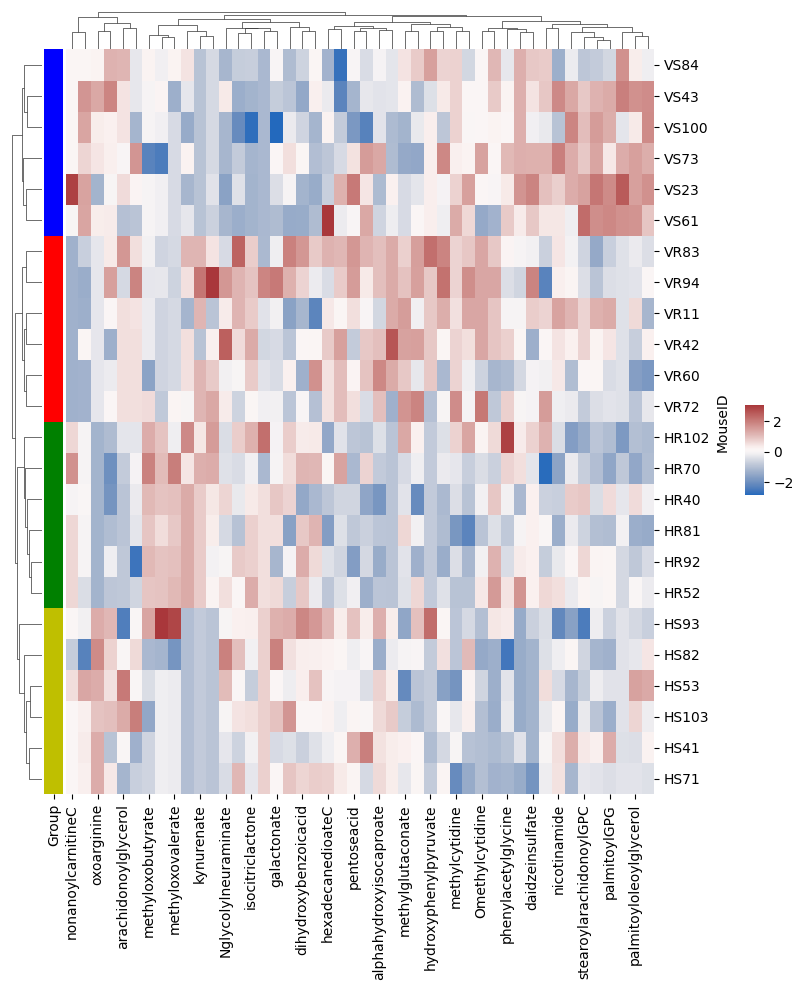 VS84
VS43
VS100
VS73
VS23
VS61
VR83
VR94
VR11
VR42
VR60
VR72
HR102
HR70
HR40
HR81
HR92
HR52
HS93
HS82
HS53
HS103
HS41
HS71
MouseID
2
0
−2
Group
nonanoylcarnitineC
oxoarginine
arachidonoylglycerol
methyloxobutyrate
methyloxovalerate
kynurenate
Nglycolylneuraminate
isocitriclactone
galactonate
dihydroxybenzoicacid
hexadecanedioateC
pentoseacid
alphahydroxyisocaproate
methylglutaconate
hydroxyphenylpyruvate
methylcytidine
Omethylcytidine
phenylacetylglycine
daidzeinsulfate
nicotinamide
stearoylarachidonoylGPC
palmitoylGPG
palmitoyloleoylglycerol